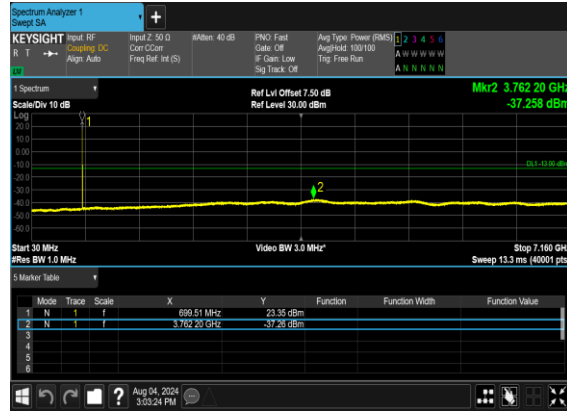 Spectrum Analyzer 1
Swept SA
+
KEYSIGHT
R T
Input: RF
Coupling: DC
Align: Auto
Input Z: 50 Ω
Corr CCorr
Freq Ref: Int (S)
#Atten: 40 dB
PNO: Fast
Gate: Off
IF Gain: Low
Sig Track: Off
Avg Type: Power (RMS)
Avg|Hold: 100/100
Trig: Free Run
1 2 3 4 5 6
A W W W W W
A N N N N N
1 Spectrum
Scale/Div 10 dB
Ref Lvl Offset 7.50 dB
Ref Level 30.00 dBm
Mkr2 3.762 20 GHz
-37.258 dBm
Log
20.0
10.0
0.00
-10.0
-20.0
-30.0
-40.0
-50.0
-60.0
1
2
DL1 -13.00 dBm
Start 30 MHz
#Res BW 1.0 MHz
Video BW 3.0 MHz*
Stop 7.160 GHz
Sweep 13.3 ms (40001 pts)
5 Marker Table
Mode Trace Scale X Y Function Function Width Function Value
1 N 1 f 699.51 MHz 23.35 dBm
2 N 1 f 3.762 20 GHz -37.26 dBm
3
4
5
6
?
Aug 04, 2024
3:03:24 PM